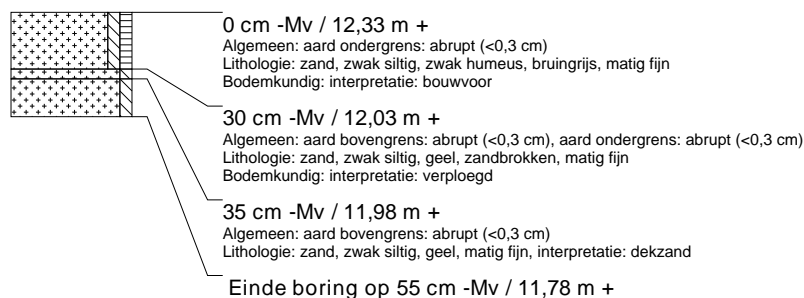 0 cm -Mv / 12,33 m +
Algemeen: aard ondergrens: abrupt (<0,3 cm)
Lithologie: zand, zwak siltig, zwak humeus, bruingrijs, matig fijn
Bodemkundig: interpretatie: bouwvoor
30 cm -Mv / 12,03 m +
Algemeen: aard bovengrens: abrupt (<0,3 cm), aard ondergrens: abrupt (<0,3 cm)
Lithologie: zand, zwak siltig, geel, zandbrokken, matig fijn
Bodemkundig: interpretatie: verploegd
35 cm -Mv / 11,98 m +
Algemeen: aard bovengrens: abrupt (<0,3 cm)
Lithologie: zand, zwak siltig, geel, matig fijn, interpretatie: dekzand
Einde boring op 55 cm -Mv / 11,78 m +